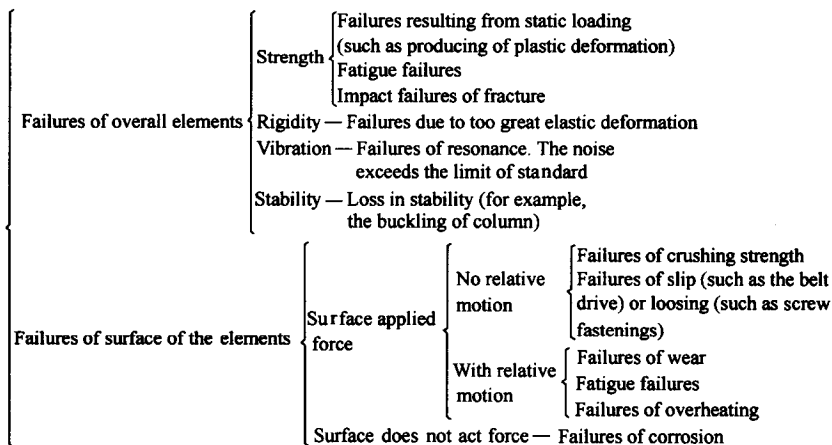 Failures of overall elements
Strength
Failures resulting from static loading
(such as producing of plastic deformation)
Fatigue failures
Impact failures of fracture
Rigidity — Failures due to too great elastic deformation
Vibration — Failures of resonance. The noise
exceeds the limit of standard
Stability — Loss in stability (for example,
the buckling of column)
Failures of surface of the elements
Surface applied
force
No relative
motion
Failures of crushing strength
Failures of slip (such as the belt
drive) or loosing (such as screw
fastenings)
With relative
motion
Failures of wear
Fatigue failures
Failures of overheating
Surface does not act force — Failures of corrosion